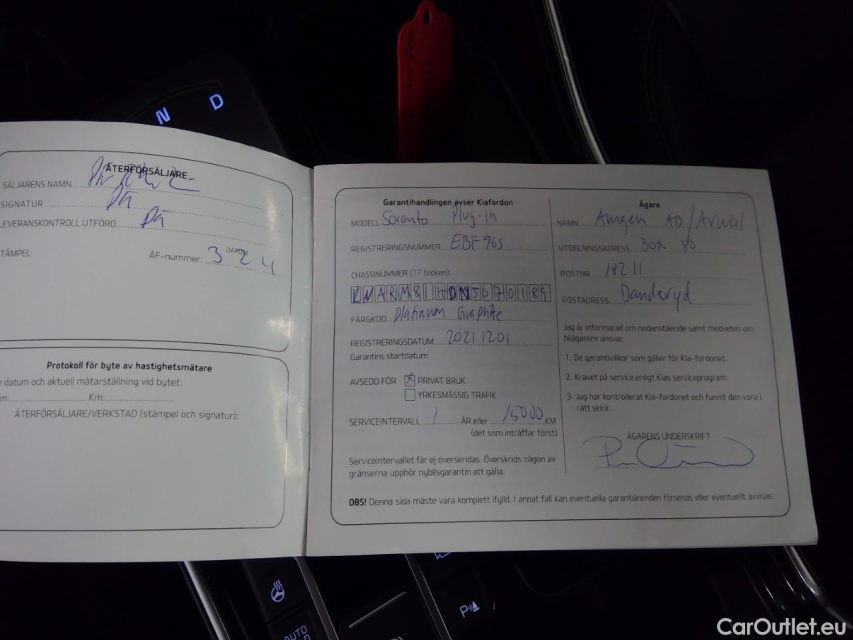 N D
ÅTERFÖRSÄLJARE
SÄLJARENS NAMN
SIGNATUR
LEVERANSKONTROLL UTFÖRD
STÄMPEL
ÅF-nummer: 324
DATUM
Protokoll för byte av hastighetsmätare
datum och aktuell mätarställning vid bytet:
Km:
ÅTERFÖRSÄLJARE/VERKSTAD (stämpel och signatur):
Garantihandlingen avser Kiafordon
MODELL Sorento Plug-in
REGISTRERINGSNUMMER EBF 96S
CHASSINUMMER (17 tecken):
FÄRGKOD Platinum Graphite
REGISTRERINGSDATUM 20211201
Garantins startdatum.
AVSEDD FÖR PRIVAT BRUK
YRKESMÄSSIG TRAFIK
SERVICEINTERVALL 1 ÅR eller 15000 KM
(det som inträffar först)
Serviceintervallet får ej överskridas. Överskrids någon av
gränserna upphör nybilsgarantin att gälla.
Ägare
NAMN
UTDELNINGSADRESS Box 80
POSTNR 18211
POSTADRESS Danderyd
Jag är informerad om nedanstående samt medveten om
bilägarens ansvar.
1. De garantivillkor som gäller för Kia-fordonet.
2. Kravet på service enligt Kias serviceprogram.
3. Jag har kontrollerat Kia-fordonet och funnit den vara i
rätt skick.
ÄGARENS UNDERSKRIFT
OBS! Denna sida måste vara komplett ifylld. I annat fall kan eventuella garantiärenden försenas eller eventuellt avvisas.
AUTO
CarOutlet.eu